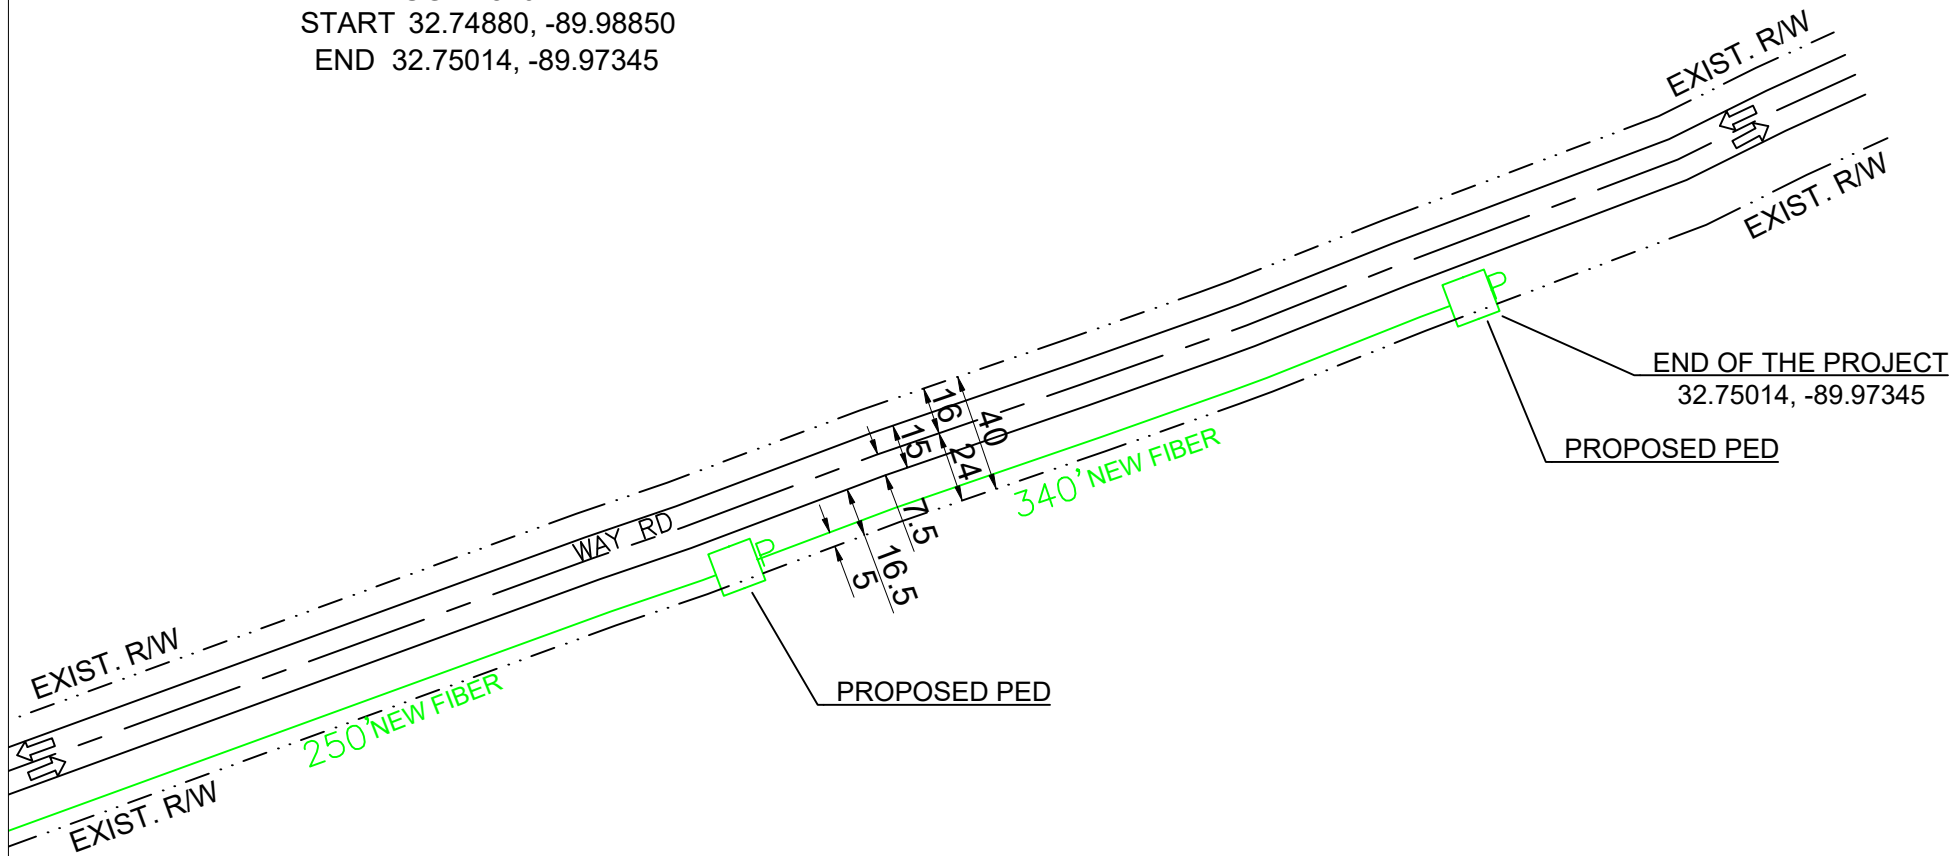 START 32.74880, -89.98850
END 32.75014, -89.97345
EXIST. R/W
EXIST. R/W
P
END OF THE PROJECT
32.75014, -89.97345
PROPOSED PED
16
40
15
24
340' NEW FIBER
7.5
16.5
5
WAY RD
P
PROPOSED PED
EXIST. R/W
250' NEW FIBER
EXIST. R/W